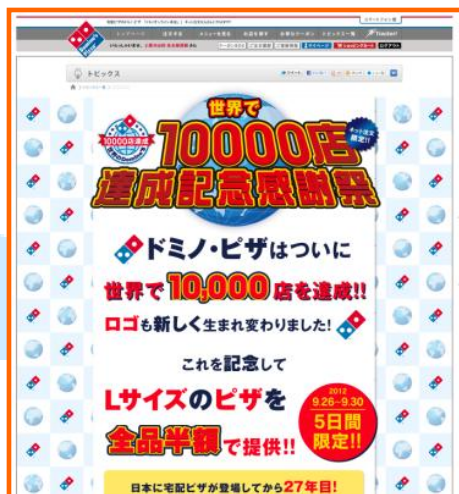 トピックス
世界で
10000店
達成記念感謝祭
10000店達成
ネット注文
限定!!
ドミノ・ピザはついに
世界で10,000店を達成!!
ロゴも新しく生まれ変わりました!
これを記念して
Lサイズのピザを
全品半額で提供!!
2012
9.26~9.30
5日間
限定!!
日本に宅配ピザが登場してから27年目!